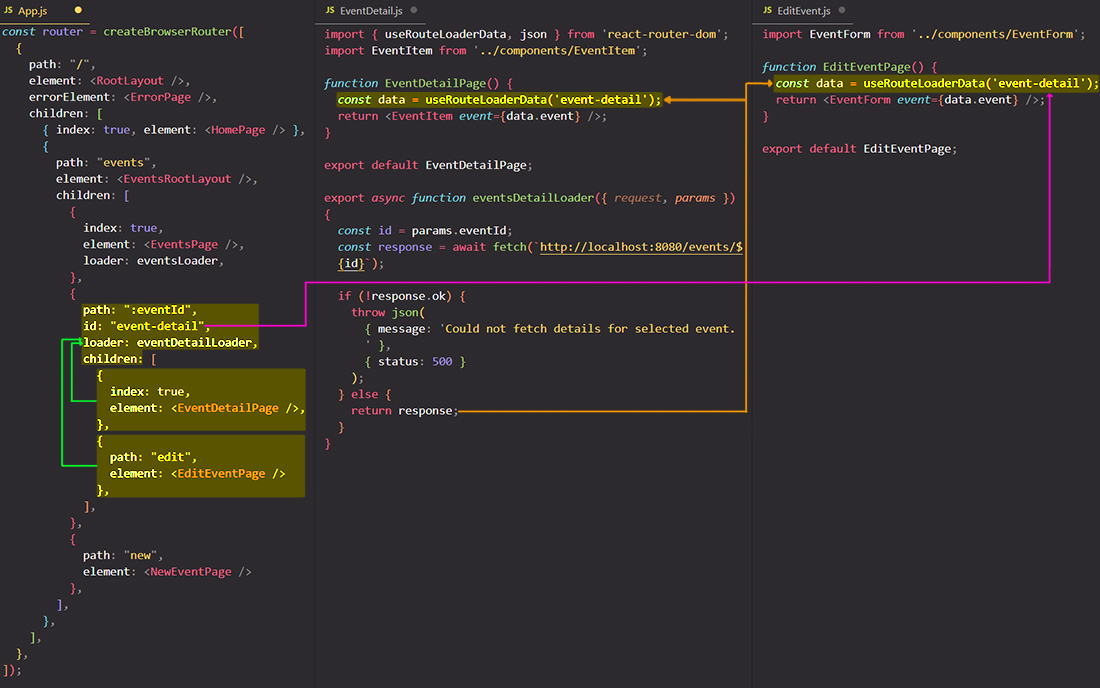 JS App.js
const router = createBrowserRouter([
{
path: "/",
element: <RootLayout />,
errorElement: <ErrorPage />,
children: [
{ index: true, element: <HomePage /> },
{
path: "events",
element: <EventsRootLayout />,
children: [
{
index: true,
element: <EventsPage />,
loader: eventsLoader,
},
{
path: ":eventId",
id: "event-detail",
loader: eventDetailLoader,
children: [
{
index: true,
element: <EventDetailPage />,
},
{
path: "edit",
element: <EditEventPage />
},
],
},
{
path: "new",
element: <NewEventPage />
},
],
},
],
},
]);
JS EventDetail.js
import { useRouteLoaderData, json } from 'react-router-dom';
import EventItem from '../components/EventItem';
function EventDetailPage() {
const data = useRouteLoaderData('event-detail');
return <EventItem event={data.event} />;
}
export default EventDetailPage;
export async function eventsDetailLoader({ request, params })
{
const id = params.eventId;
const response = await fetch(`http://localhost:8080/events/$
{id}`);
if (!response.ok) {
throw json(
{ message: 'Could not fetch details for selected event.
' },
{ status: 500 }
);
} else {
return response;
}
}
JS EditEvent.js
import EventForm from '../components/EventForm';
function EditEventPage() {
const data = useRouteLoaderData('event-detail');
return <EventForm event={data.event} />;
}
export default EditEventPage;